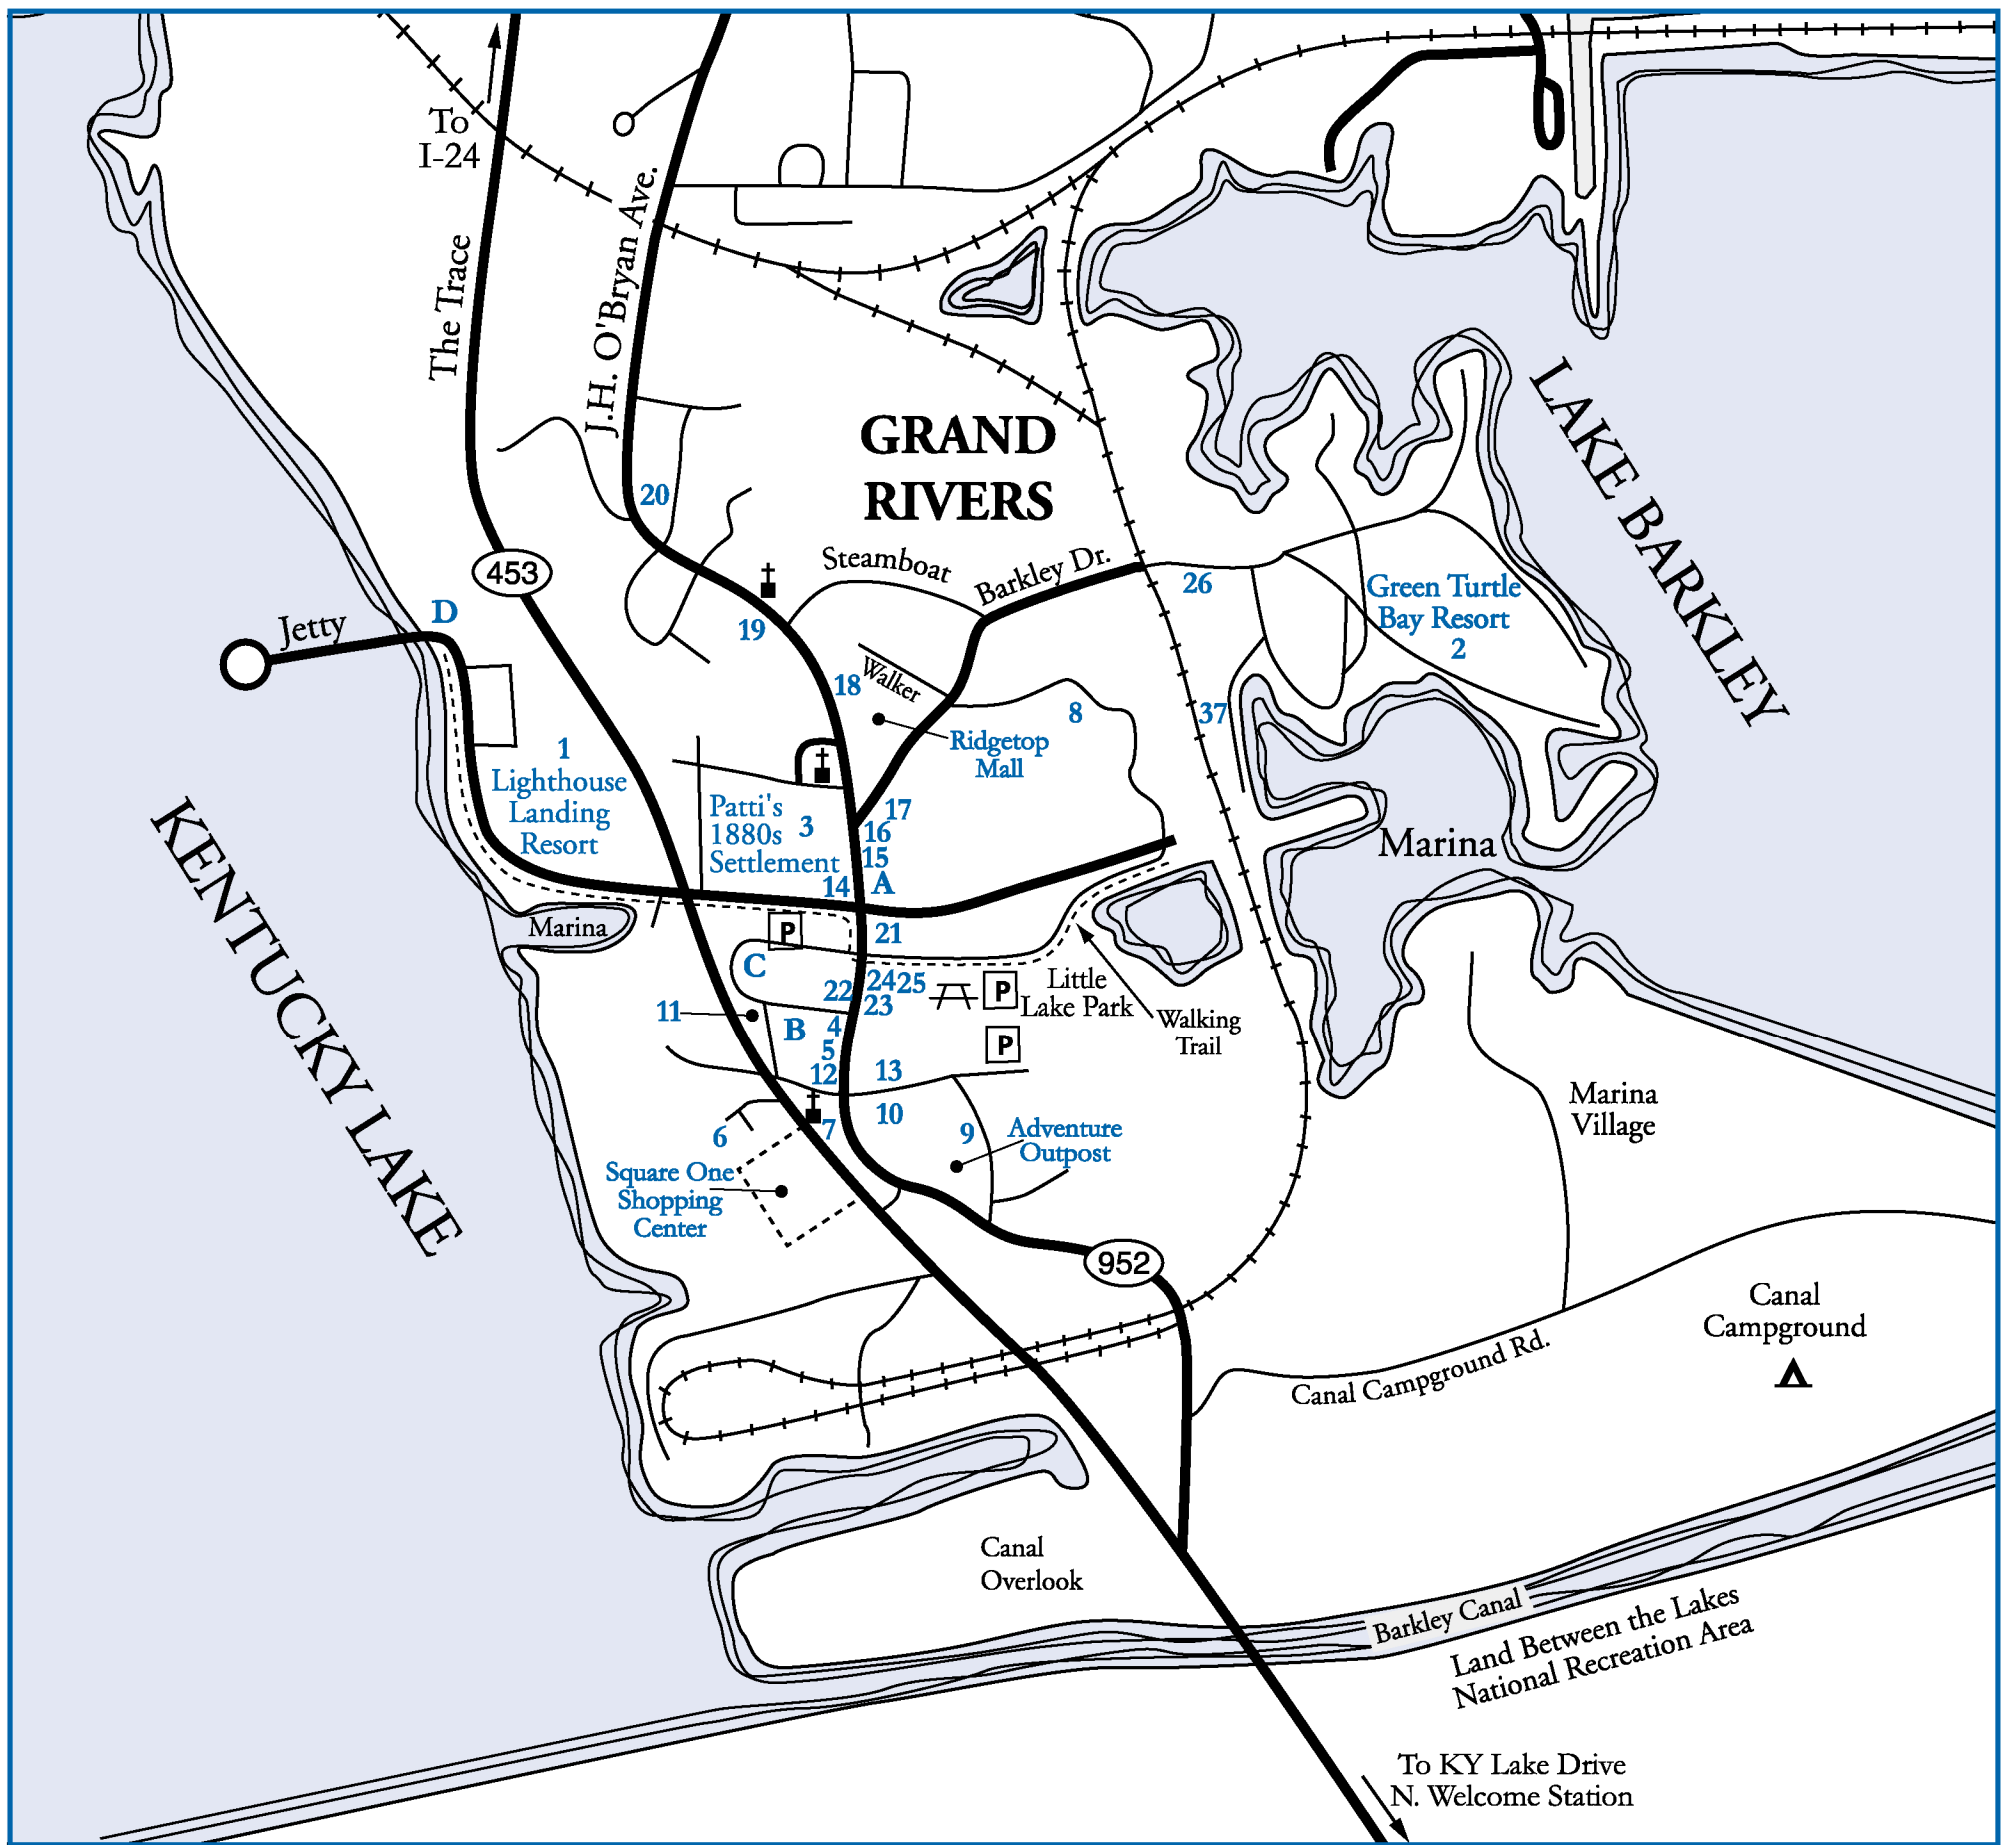 To
I-24
The Trace
J.H. O'Bryan Ave.
GRAND
RIVERS
LAKE BARKLEY
20
453
Steamboat
Barkley Dr.
26
Green Turtle
Bay Resort
2
D
Jetty
19
18
Walker
8
37
Ridgetop
Mall
1
Lighthouse
Landing
Resort
Patti's
1880s
Settlement
3
17
16
15
14
A
Marina
KENTUCKY LAKE
Marina
P
21
C
22
24
25
23
P
Little
Lake Park
Walking
Trail
11
B
4
5
12
13
P
10
6
7
9
Adventure
Outpost
Marina
Village
Square One
Shopping
Center
952
Canal
Campground
Canal Campground Rd.
Canal
Overlook
Barkley Canal
Land Between the Lakes
National Recreation Area
To KY Lake Drive
N. Welcome Station